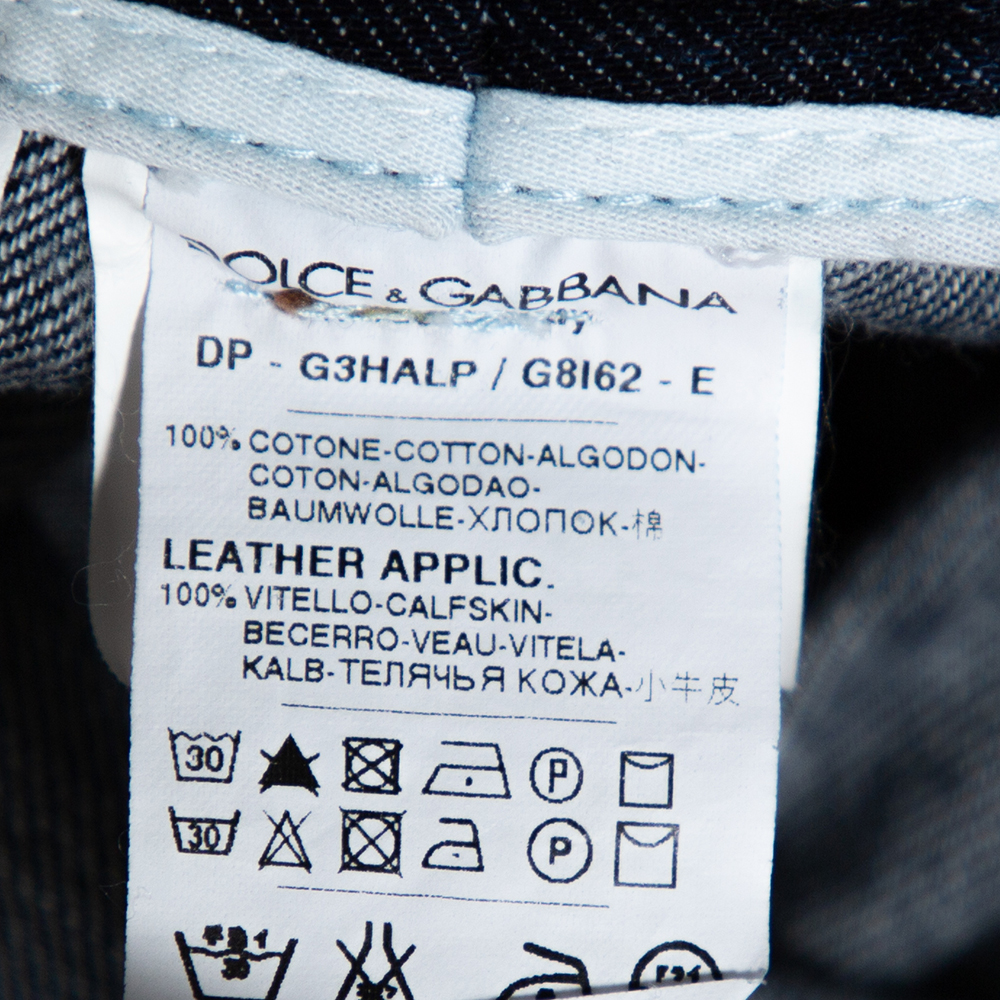 DOLCE & GABBANA
DP - G3HALP / G8I62 - E
100% COTONE-COTTON-ALGODON-
COTON-ALGODAO-
BAUMWOLLE-ХЛОПОК-棉
LEATHER APPLIC.
100% VITELLO-CALFSKIN-
BECERRO-VEAU-VITELA-
KALB-ТЕЛЯЧЬЯ КОЖА-小牛皮
30 P
30 P
30